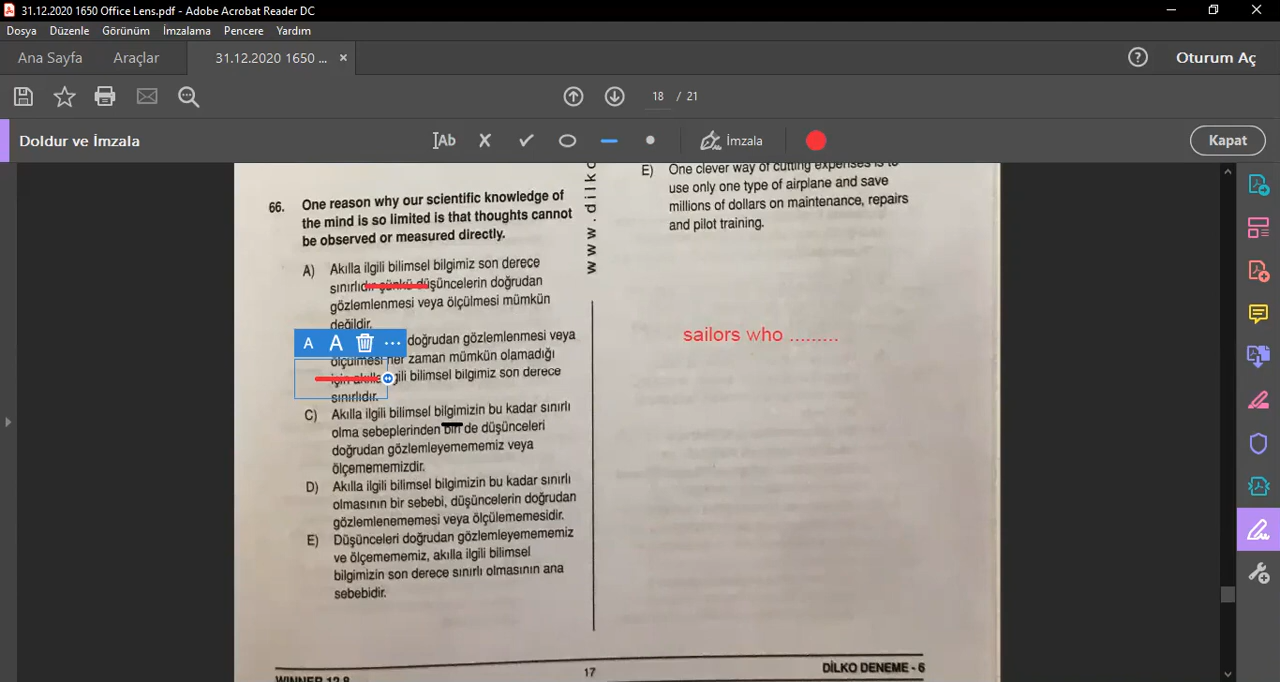 31.12.2020 1650 Office Lens.pdf - Adobe Acrobat Reader DC
Dosya Düzenle Görünüm İmzalama Pencere Yardım
Ana Sayfa Araçlar 31.12.2020 1650 ... × ? Oturum Aç
18 / 21
Doldur ve İmzala Ab İmzala Kapat
66. One reason why our scientific knowledge of
the mind is so limited is that thoughts cannot
be observed or measured directly.
A) Akılla ilgili bilimsel bilgimiz son derece
sınırlıdır çünkü düşüncelerin doğrudan
gözlemlenmesi veya ölçülmesi mümkün
değildir.
A A ...
doğrudan gözlemlenmesi veya
ölçülmesi her zaman mümkün olamadığı
için akılla ilgili bilimsel bilgimiz son derece
sınırlıdır.
C) Akılla ilgili bilimsel bilgimizin bu kadar sınırlı
olma sebeplerinden biri de düşünceleri
doğrudan gözlemleyemememiz veya
ölçemememizdir.
D) Akılla ilgili bilimsel bilgimizin bu kadar sınırlı
olmasının bir sebebi, düşüncelerin doğrudan
gözlemlenememesi veya ölçülememesidir.
E) Düşünceleri doğrudan gözlemleyemememiz
ve ölçemememiz, akılla ilgili bilimsel
bilgimizin son derece sınırlı olmasının ana
sebebidir.
www.dilko
E) One clever way of cutting expenses is to
use only one type of airplane and save
millions of dollars on maintenance, repairs
and pilot training.
sailors who .........
17
DİLKO DENEME - 6
WINNER 12.8